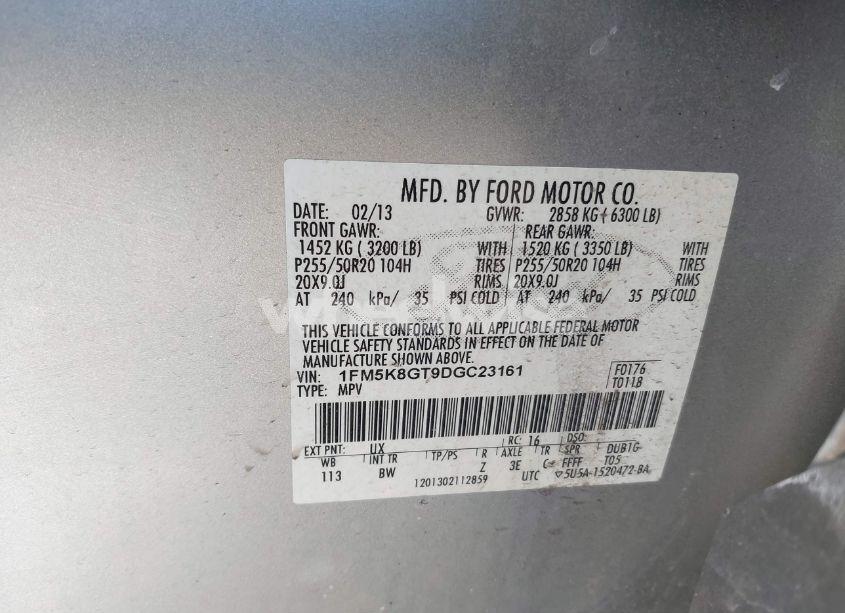 MFD. BY FORD MOTOR CO.
DATE: 02/13 GVWR: 2858 KG ( 6300 LB)
FRONT GAWR: REAR GAWR:
1452 KG ( 3200 LB) WITH 1520 KG ( 3350 LB) WITH
P255/50R20 104H TIRES P255/50R20 104H TIRES
20X9.0J RIMS 20X9.0J RIMS
AT 240 kPa/ 35 PSI COLD AT 240 kPa/ 35 PSI COLD
THIS VEHICLE CONFORMS TO ALL APPLICABLE FEDERAL MOTOR
VEHICLE SAFETY STANDARDS IN EFFECT ON THE DATE OF
MANUFACTURE SHOWN ABOVE.
VIN: 1FM5K8GT9DGC23161 F0176
TYPE: MPV T0118
EXT PNT: UX RC: 16 DSO:
WB INT TR TP/PS R AXLE TR SPR DUB1G-
113 BW Z 3E C FFFF T05
1201302112859 UTC ▽5U5A-1520472-BA